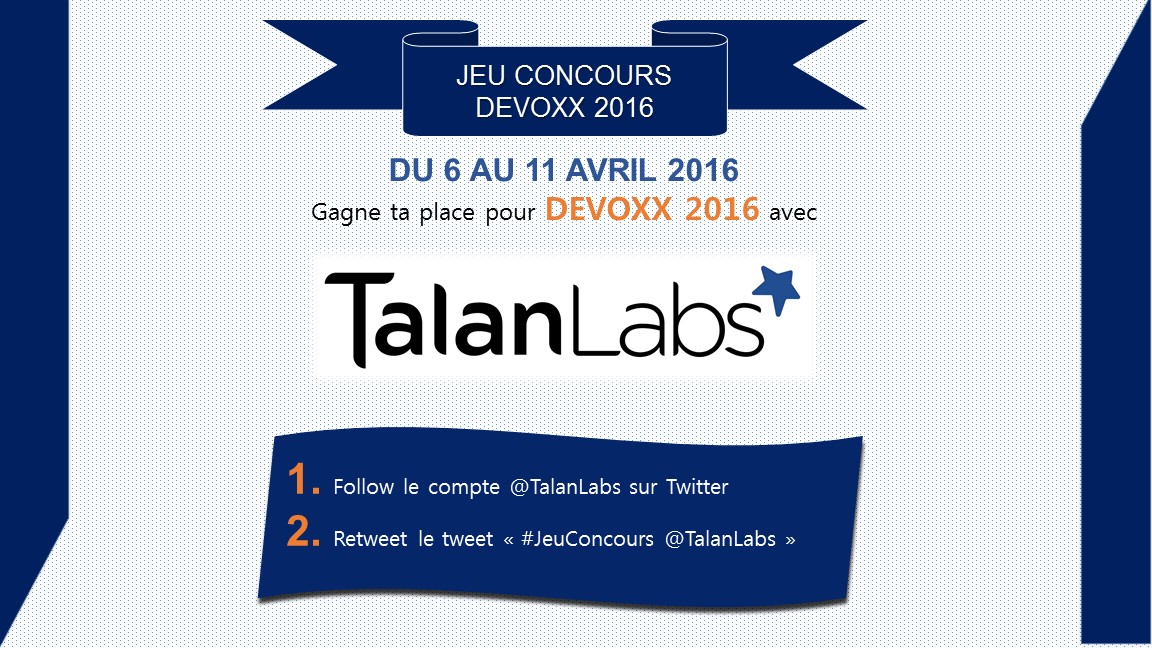 JEU CONCOURS
DEVOXX 2016
DU 6 AU 11 AVRIL 2016
Gagne ta place pour DEVOXX 2016 avec
TalanLabs
1. Follow le compte @TalanLabs sur Twitter
2. Retweet le tweet « #JeuConcours @TalanLabs »